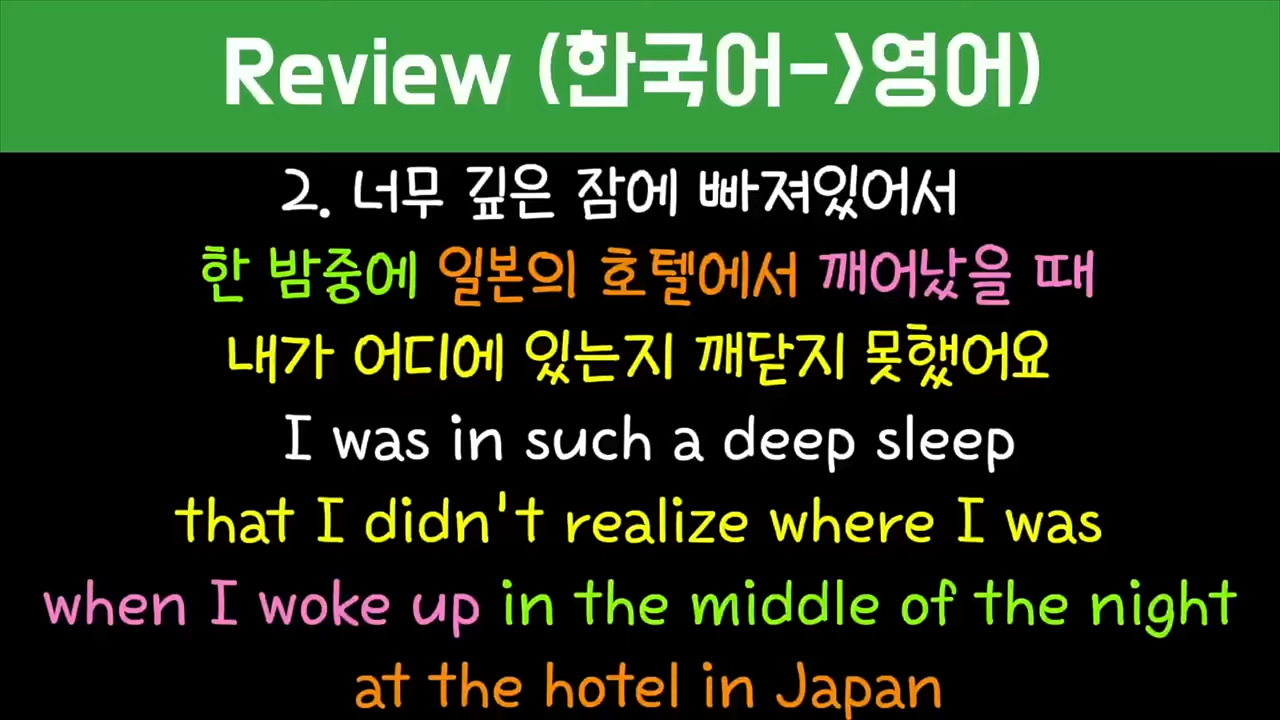 Review (한국어->영어)
2. 너무 깊은 잠에 빠져있어서
한 밤중에 일본의 호텔에서 깨어났을 때
내가 어디에 있는지 깨닫지 못했어요
I was in such a deep sleep
that I didn't realize where I was
when I woke up in the middle of the night
at the hotel in Japan